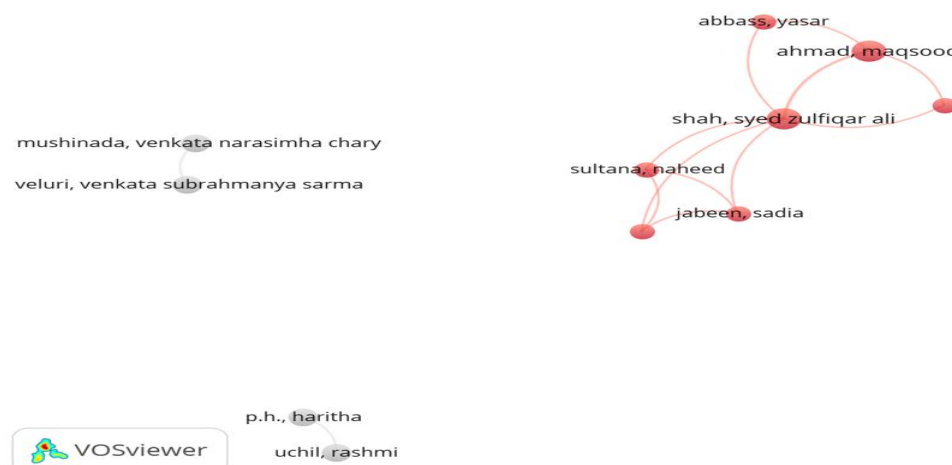 abbass, yasar
ahmad, maqsood
shah, syed zulfiqar ali
mushinada, venkata narasimha chary
sultana, naheed
veluri, venkata subrahmanya sarma
jabeen, sadia
p.h., haritha
VOSviewer
uchil, rashmi